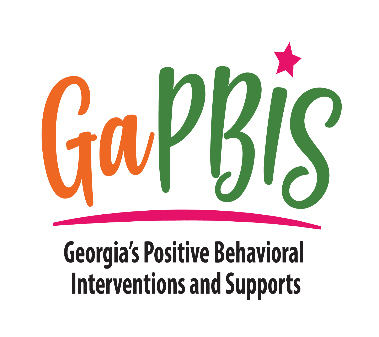 GaPBIS
Georgia's Positive Behavioral
Interventions and Supports